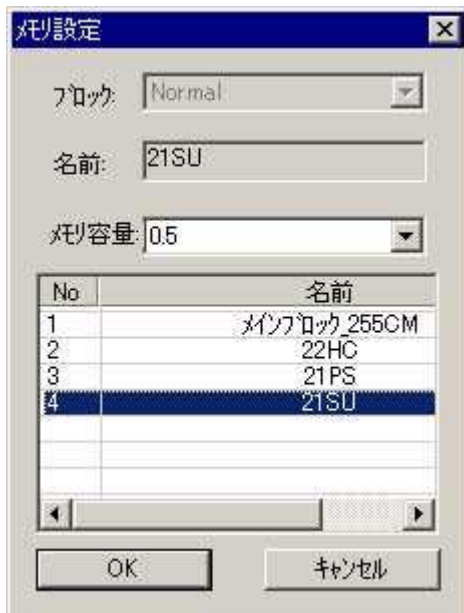 ﾒﾓﾘ設定
ﾌﾞﾛｯｸ: Normal
名前: 21SU
ﾒﾓﾘ容量: 0.5
No 名前
1 ﾒｲﾝﾌﾞﾛｯｸ_255CM
2 22HC
3 21PS
4 21SU
OK ｷｬﾝｾﾙ